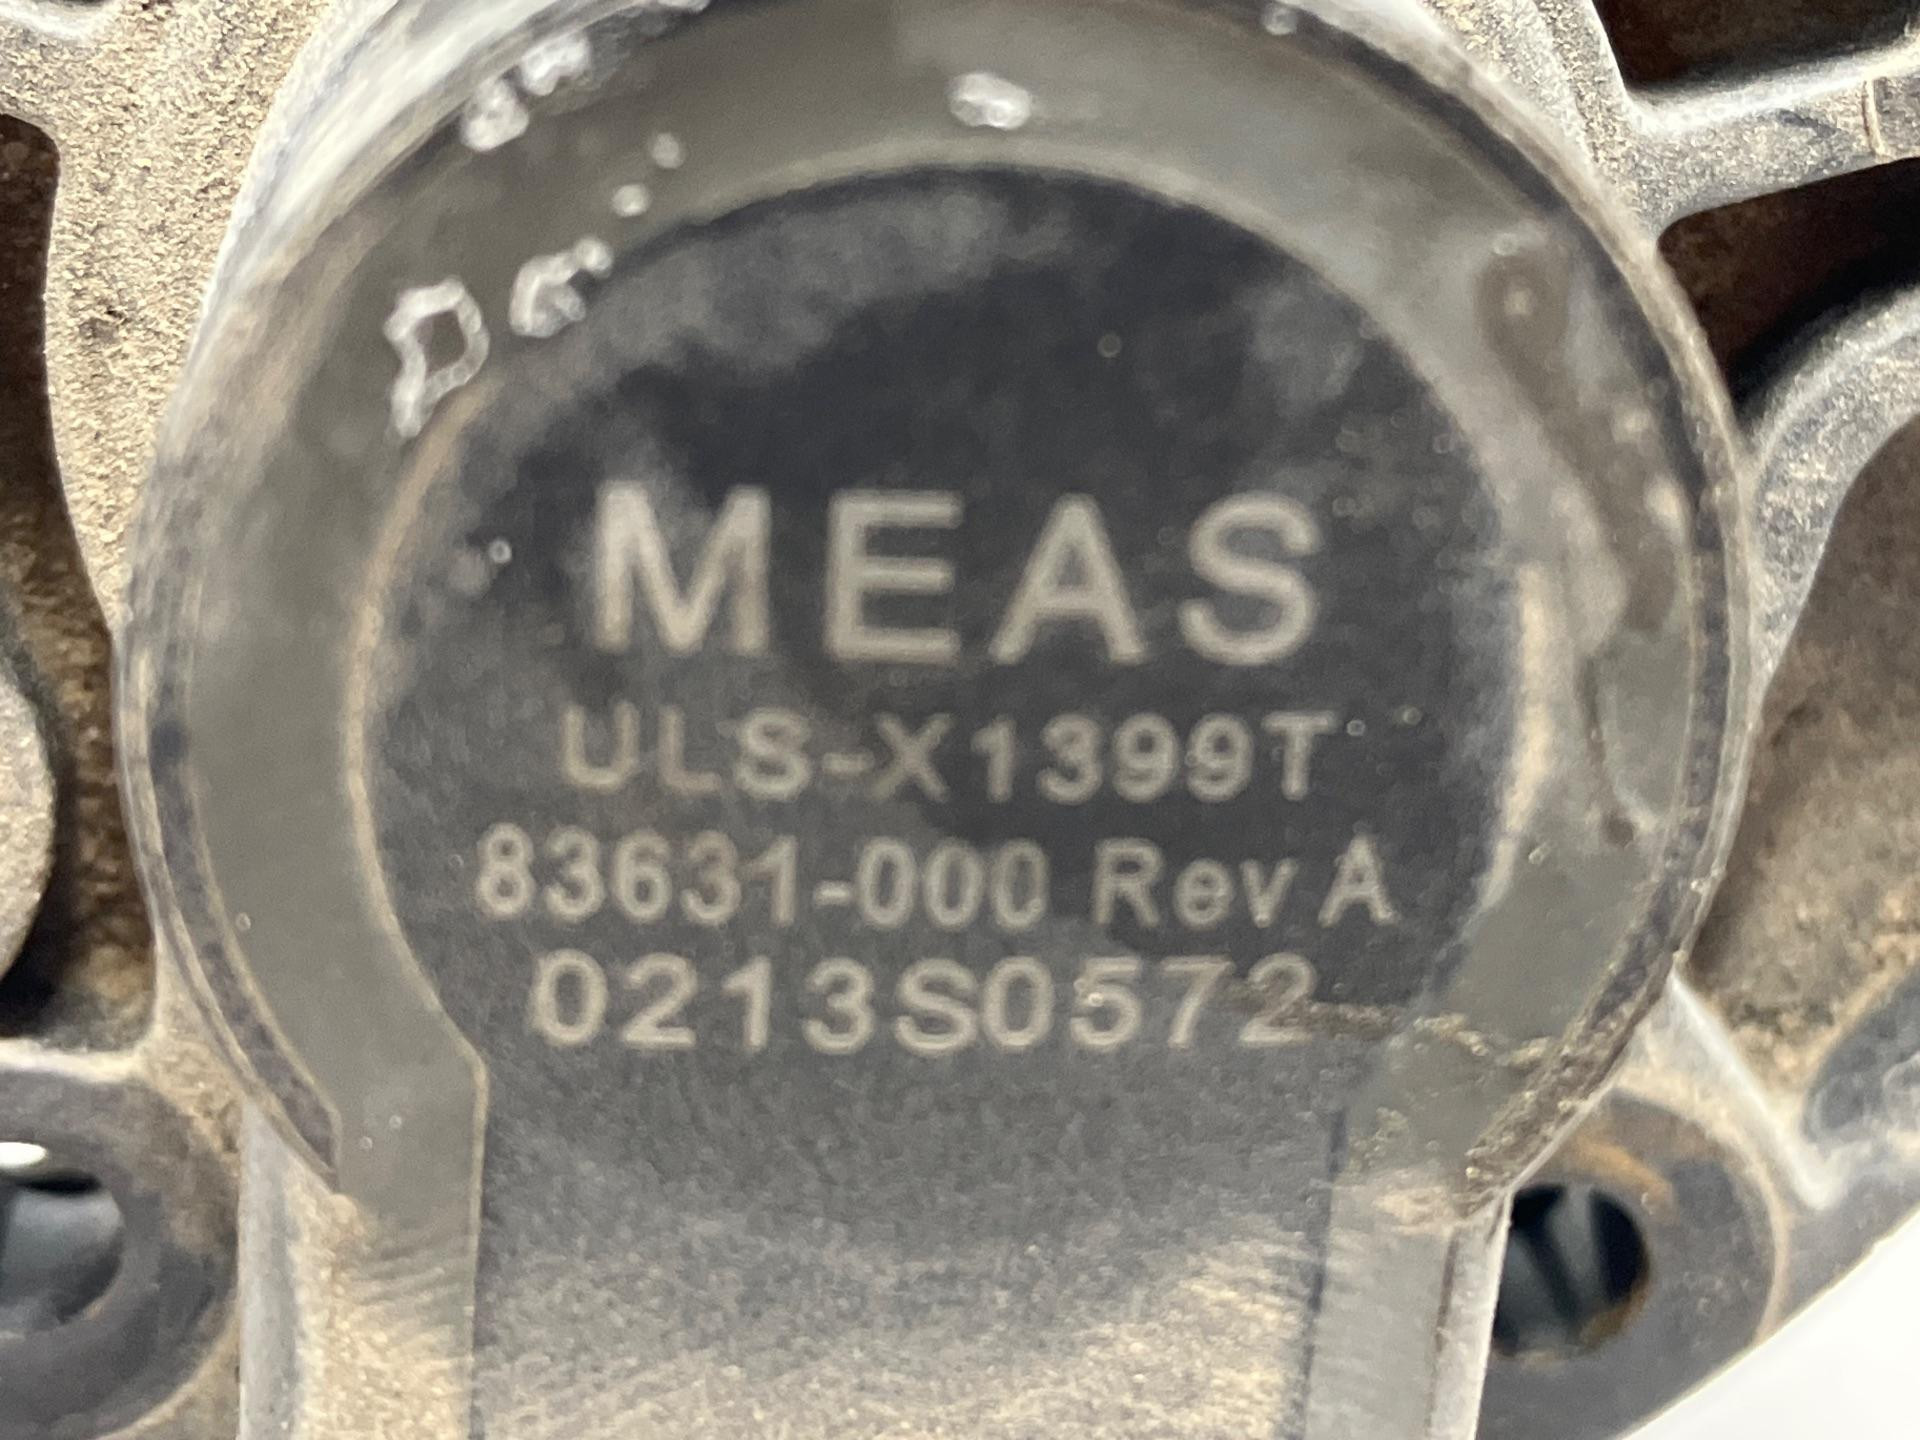 MEAS
ULS-X1399T
83631-000 Rev A
0213S0572